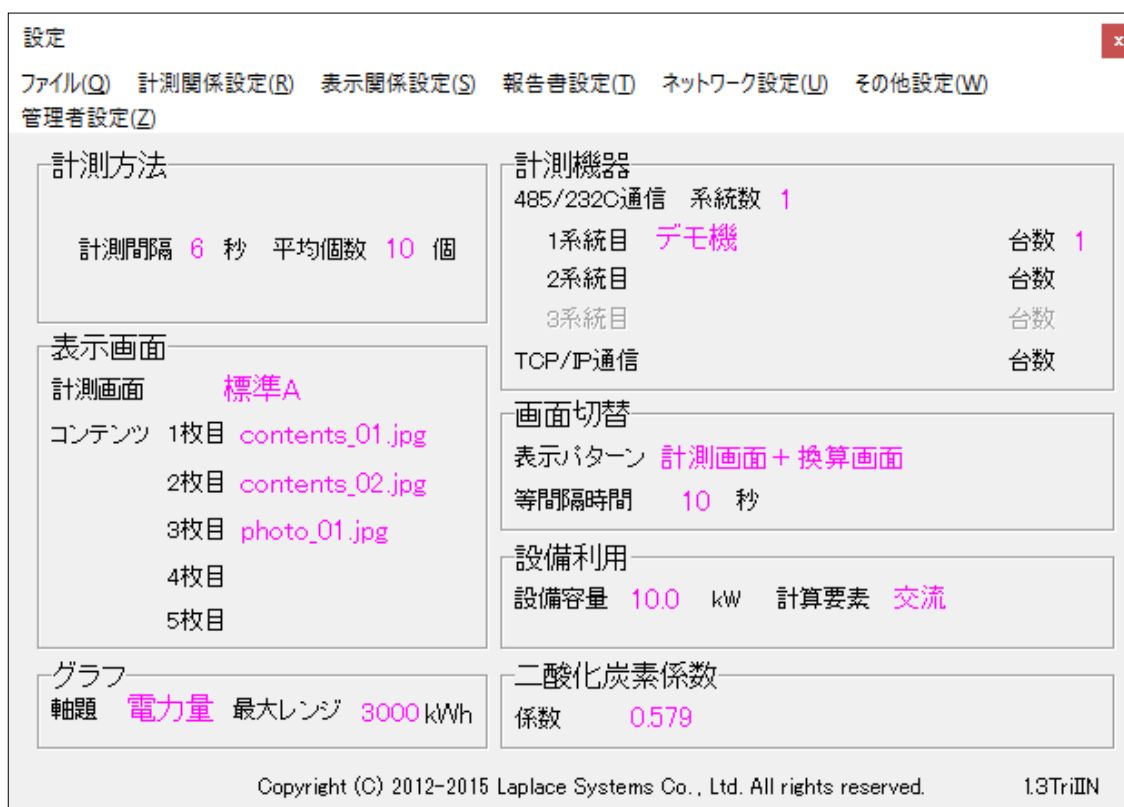 設定
x
ファイル(Q) 計測関係設定(R) 表示関係設定(S) 報告書設定(T) ネットワーク設定(U) その他設定(W)
管理者設定(Z)
計測方法
計測間隔 6 秒 平均個数 10 個
表示画面
計測画面 標準A
コンテンツ 1枚目 contents_01.jpg
2枚目 contents_02.jpg
3枚目 photo_01.jpg
4枚目
5枚目
グラフ
軸題 電力量 最大レンジ 3000 kWh
計測機器
485/232C通信 系統数 1
1系統目 デモ機 台数 1
2系統目 台数
3系統目 台数
TCP/IP通信 台数
画面切替
表示パターン 計測画面+換算画面
等間隔時間 10 秒
設備利用
設備容量 10.0 kW 計算要素 交流
二酸化炭素係数
係数 0.579
Copyright (C) 2012-2015 Laplace Systems Co., Ltd. All rights reserved. 1.3TriⅡN